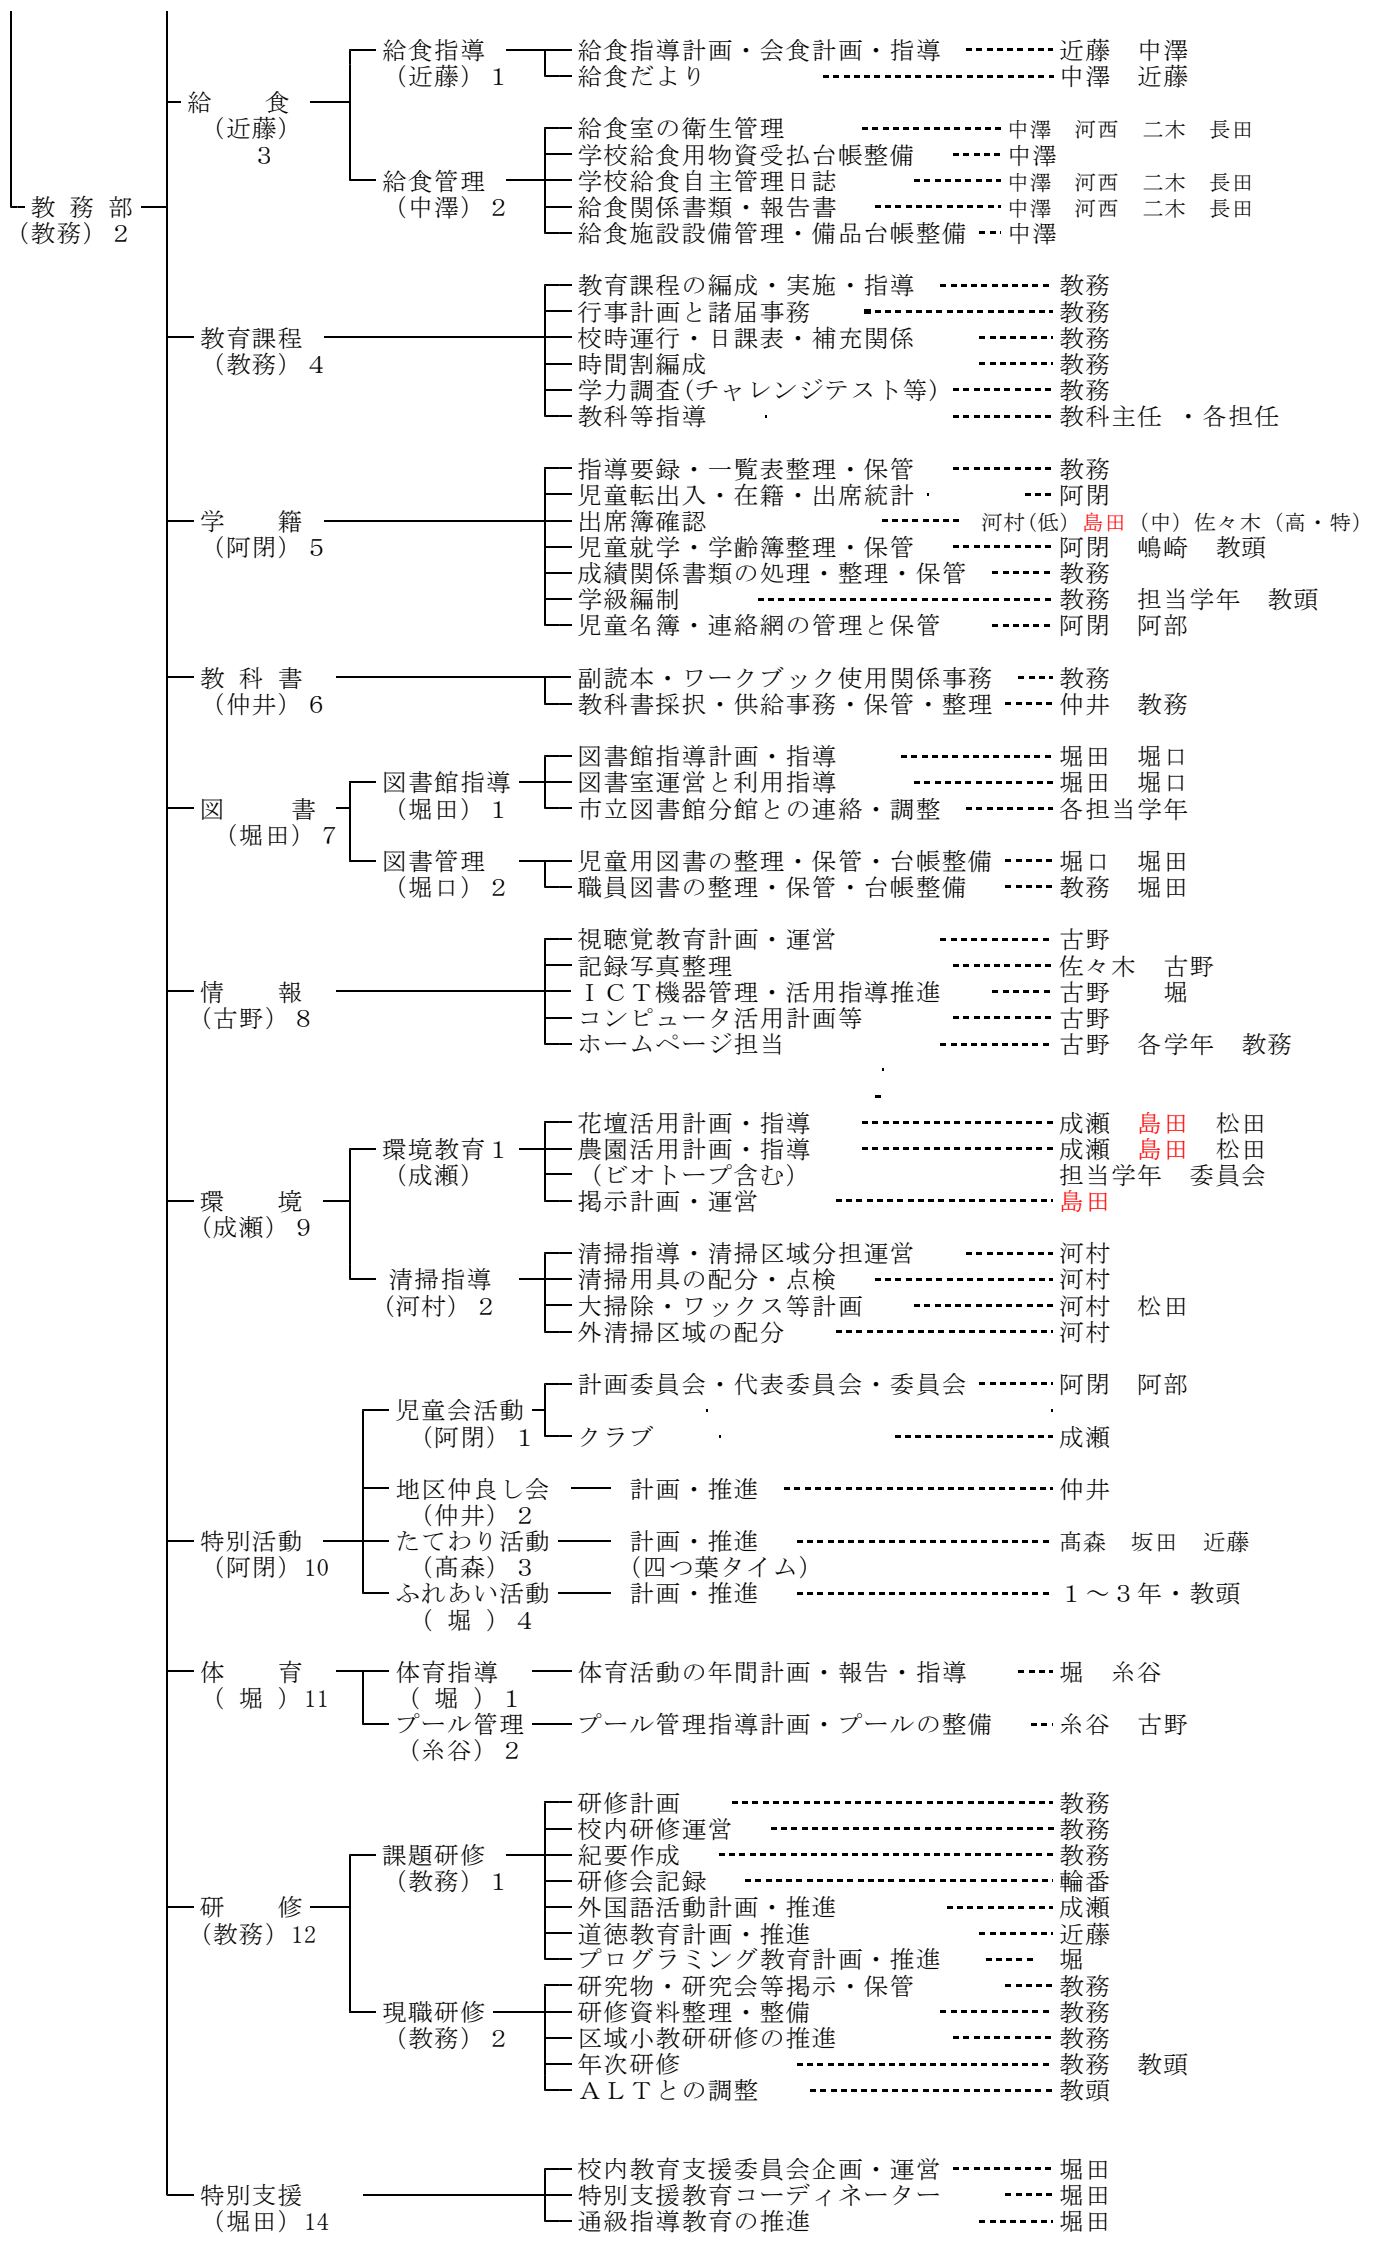 給食指導 給食指導計画・会食計画・指導 近藤 中澤
(近藤) 1 給食だより 中澤 近藤
給 食
(近藤) 給食室の衛生管理 中澤 河西 二木 長田
3 学校給食用物資受払台帳整備 中澤
給食管理 学校給食自主管理日誌 中澤 河西 二木 長田
教 務 部 (中澤) 2 給食関係書類・報告書 中澤 河西 二木 長田
(教務) 2 給食施設設備管理・備品台帳整備 中澤
教育課程の編成・実施・指導 教務
行事計画と諸届事務 教務
教育課程 校時運行・日課表・補充関係 教務
(教務) 4 時間割編成 教務
学力調査(チャレンジテスト等) 教務
教科等指導 教科主任 ・各担任
指導要録・一覧表整理・保管 教務
児童転出入・在籍・出席統計 阿閉
学 籍 出席簿確認 河村(低) 島田 (中) 佐々木 (高・特)
(阿閉) 5 児童就学・学齢簿整理・保管 阿閉 嶋崎 教頭
成績関係書類の処理・整理・保管 教務
学級編制 教務 担当学年 教頭
児童名簿・連絡網の管理と保管 阿閉 阿部
教 科 書 副読本・ワークブック使用関係事務 教務
(仲井) 6 教科書採択・供給事務・保管・整理 仲井 教務
図書館指導計画・指導 堀田 堀口
図書館指導 図書室運営と利用指導 堀田 堀口
図 書 (堀田) 1 市立図書館分館との連絡・調整 各担当学年
(堀田) 7
図書管理 児童用図書の整理・保管・台帳整備 堀口 堀田
(堀口) 2 職員図書の整理・保管・台帳整備 教務 堀田
視聴覚教育計画・運営 古野
記録写真整理 佐々木 古野
情 報 ICT機器管理・活用指導推進 古野 堀
(古野) 8 コンピュータ活用計画等 古野
ホームページ担当 古野 各学年 教務
花壇活用計画・指導 成瀬 島田 松田
環境教育1 農園活用計画・指導 成瀬 島田 松田
(成瀬) (ビオトープ含む) 担当学年 委員会
環 境 掲示計画・運営 島田
(成瀬) 9
清掃指導・清掃区域分担運営 河村
清掃指導 清掃用具の配分・点検 河村
(河村) 2 大掃除・ワックス等計画 河村 松田
外清掃区域の配分 河村
計画委員会・代表委員会・委員会 阿閉 阿部
児童会活動
(阿閉) 1 クラブ 成瀬
地区仲良し会 計画・推進 仲井
(仲井) 2
特別活動 たてわり活動 計画・推進 髙森 坂田 近藤
(阿閉) 10 (髙森) 3 (四つ葉タイム)
ふれあい活動 計画・推進 1~3年・教頭
( 堀 ) 4
体 育 体育指導 体育活動の年間計画・報告・指導 堀 糸谷
( 堀 ) 11 ( 堀 ) 1
プール管理 プール管理指導計画・プールの整備 糸谷 古野
(糸谷) 2
研修計画 教務
校内研修運営 教務
課題研修 紀要作成 教務
(教務) 1 研修会記録 輪番
研 修 外国語活動計画・推進 成瀬
(教務) 12 道徳教育計画・推進 近藤
プログラミング教育計画・推進 堀
研究物・研究会等掲示・保管 教務
現職研修 研修資料整理・整備 教務
(教務) 2 区域小教研研修の推進 教務
年次研修 教務 教頭
ALTとの調整 教頭
校内教育支援委員会企画・運営 堀田
特別支援 特別支援教育コーディネーター 堀田
(堀田) 14 通級指導教育の推進 堀田